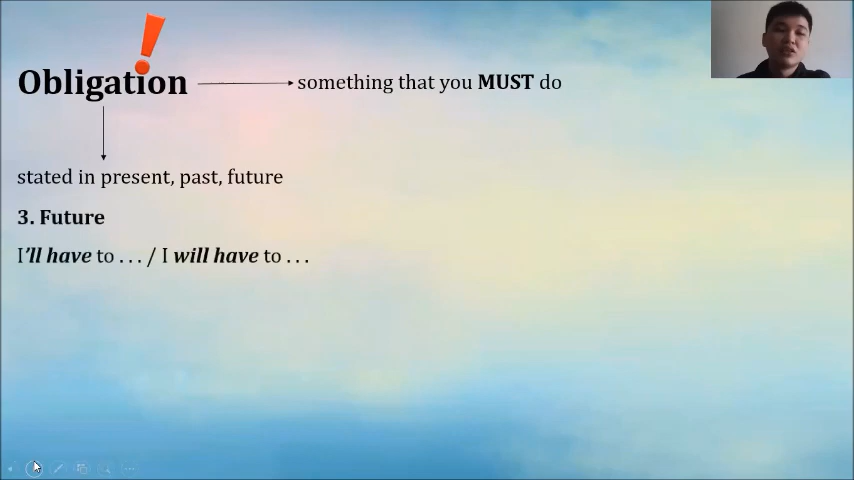 Obligation
something that you MUST do
stated in present, past, future
3. Future
I'll have to . . . / I will have to . . .